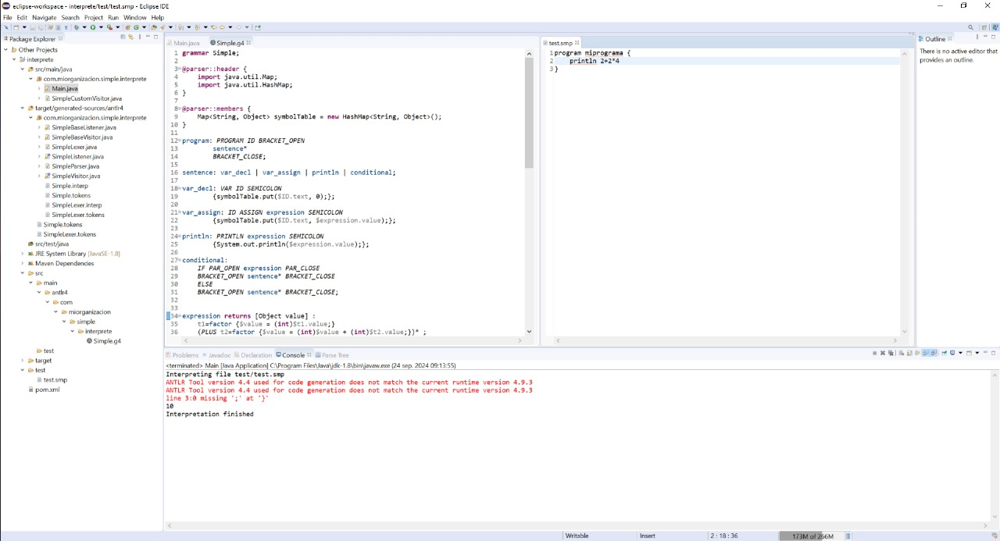 eclipse-workspace - interprete/test/test.smp - Eclipse IDE
File Edit Navigate Search Project Run Window Help
Package Explorer
Other Projects
interprete
src/main/java
com.miorganizacion.simple.interprete
Main.java
SimpleCustomVisitor.java
target/generated-sources/antlr4
com.miorganizacion.simple.interprete
SimpleBaseListener.java
SimpleBaseVisitor.java
SimpleLexer.java
SimpleListener.java
SimpleParser.java
SimpleVisitor.java
Simple.interp
Simple.tokens
SimpleLexer.interp
SimpleLexer.tokens
Simple.tokens
SimpleLexer.tokens
src/test/java
JRE System Library [JavaSE-1.8]
Maven Dependencies
src
main
antlr4
com
miorganizacion
simple
interprete
Simple.g4
test
target
test
test.smp
pom.xml
Main.java Simple.g4
1 grammar Simple;
2
3 @parser::header {
4     import java.util.Map;
5     import java.util.HashMap;
6 }
7
8 @parser::members {
9     Map<String, Object> symbolTable = new HashMap<String, Object>();
10 }
11
12 program: PROGRAM ID BRACKET_OPEN
13         sentence*
14         BRACKET_CLOSE;
15
16 sentence: var_decl | var_assign | println | conditional;
17
18 var_decl: VAR ID SEMICOLON
19         {symbolTable.put($ID.text, 0);};
20
21 var_assign: ID ASSIGN expression SEMICOLON
22         {symbolTable.put($ID.text, $expression.value);};
23
24 println: PRINTLN expression SEMICOLON
25         {System.out.println($expression.value);};
26
27 conditional:
28     IF PAR_OPEN expression PAR_CLOSE
29     BRACKET_OPEN sentence* BRACKET_CLOSE
30     ELSE
31     BRACKET_OPEN sentence* BRACKET_CLOSE;
32
33
34 expression returns [Object value] :
35     t1=factor {$value = (int)$t1.value;}
36     (PLUS t2=factor {$value = (int)$value + (int)$t2.value;})* ;
test.smp
1 program miprograma {
2     println 2+2*4
3 }
Outline
There is no active editor that
provides an outline.
Problems Javadoc Declaration Console Parse Tree
<terminated> Main [Java Application] C:\Program Files\Java\jdk-1.8\bin\javaw.exe (24 sep. 2024 09:13:55)
Interpreting file test/test.smp
ANTLR Tool version 4.4 used for code generation does not match the current runtime version 4.9.3
ANTLR Tool version 4.4 used for code generation does not match the current runtime version 4.9.3
line 3:0 missing ';' at '}'
10
Interpretation finished
Writable Insert 2 : 18 : 36 173M of 266M